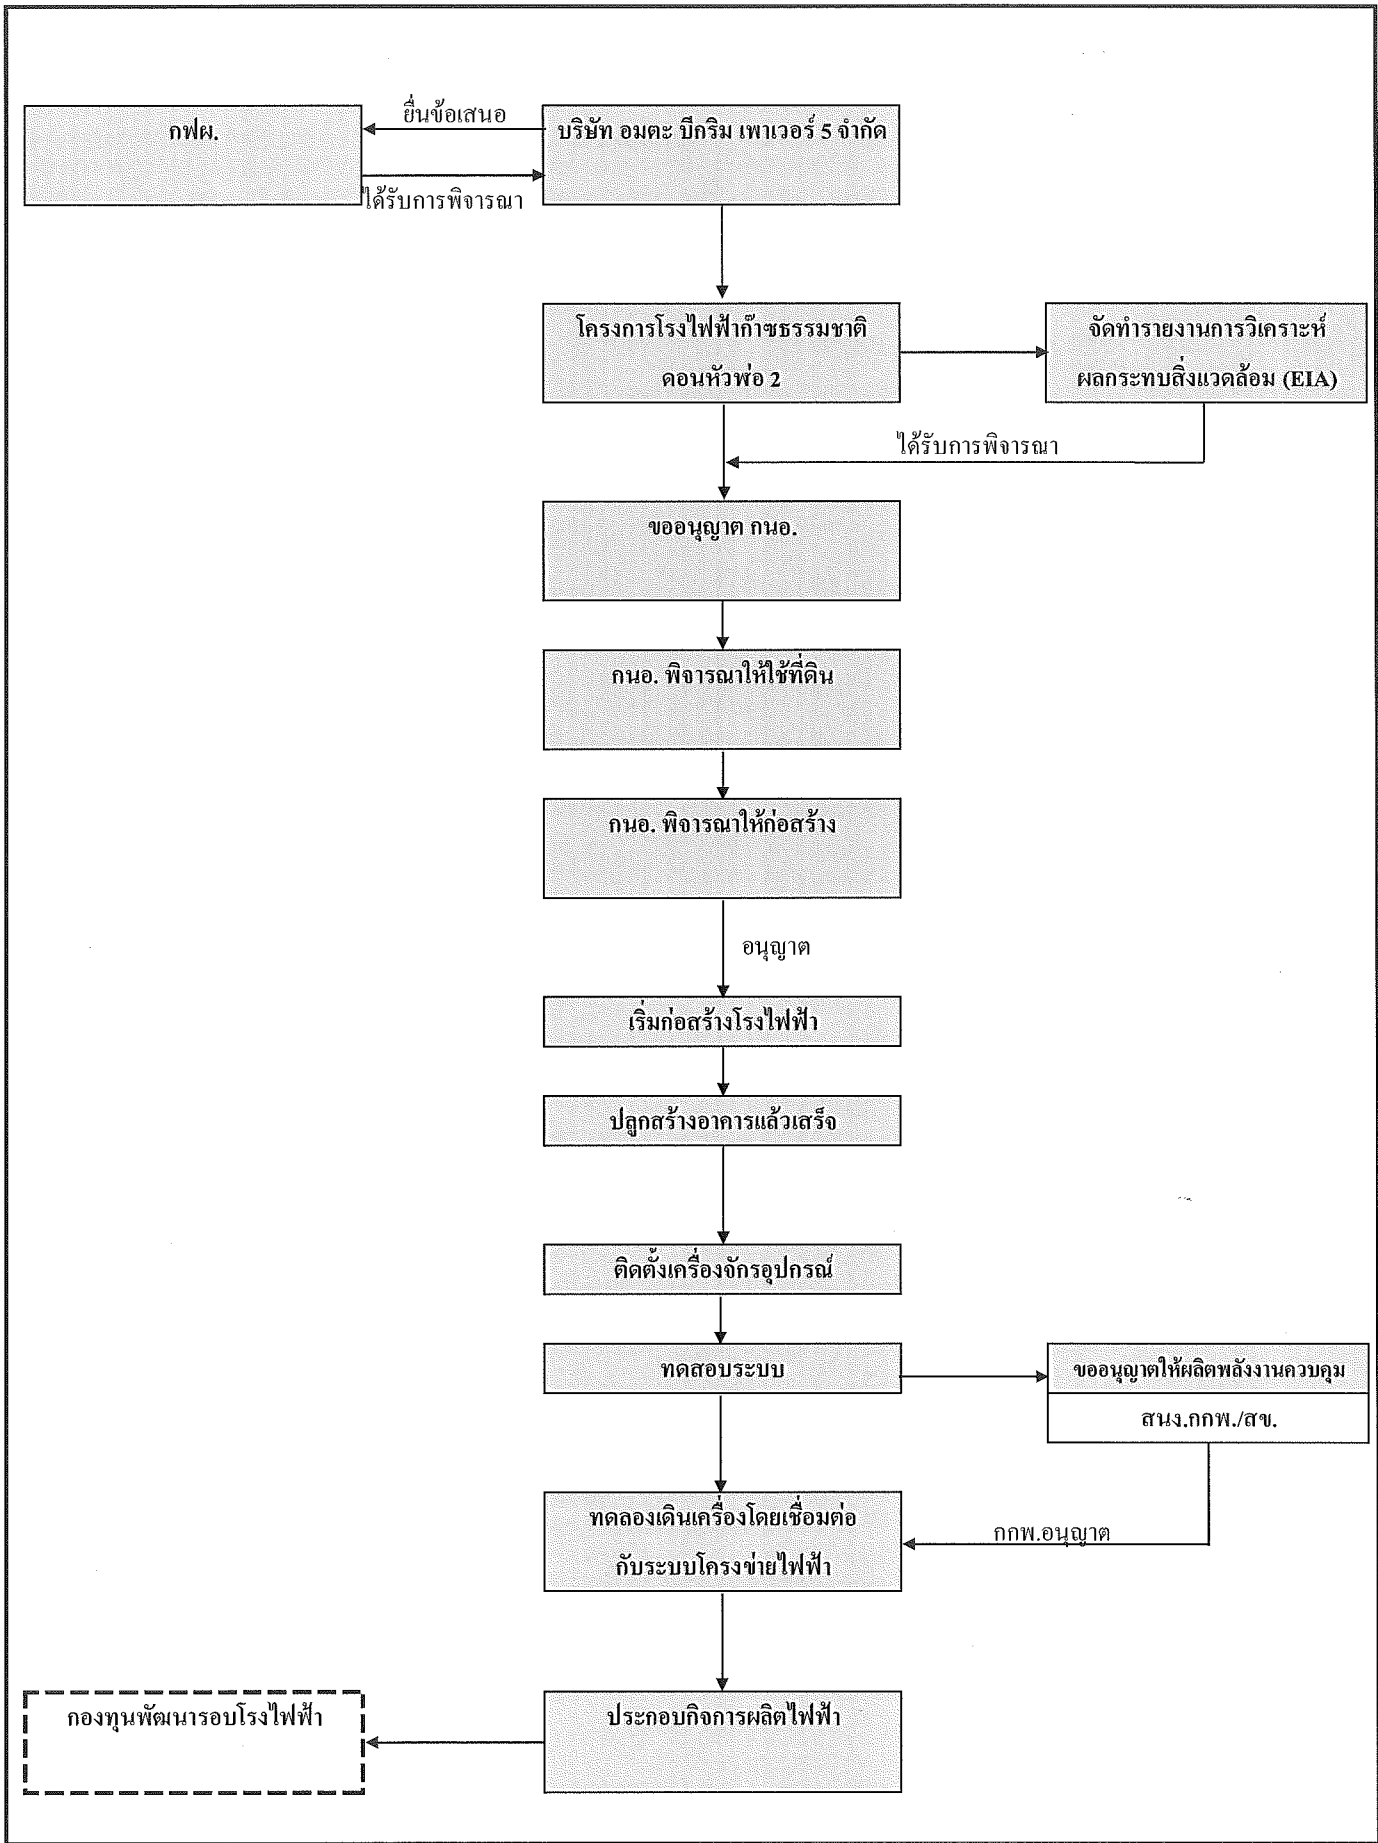 ยื่นข้อเสนอ
กฟผ.
บริษัท อมตะ บีกริม เพาเวอร์ 5 จำกัด
ได้รับการพิจารณา
โครงการโรงไฟฟ้าก๊าซธรรมชาติ
ดอนหัวฬ่อ 2
จัดทำรายงานการวิเคราะห์
ผลกระทบสิ่งแวดล้อม (EIA)
ได้รับการพิจารณา
ขออนุญาต กนอ.
กนอ. พิจารณาให้ใช้ที่ดิน
กนอ. พิจารณาให้ก่อสร้าง
อนุญาต
เริ่มก่อสร้างโรงไฟฟ้า
ปลูกสร้างอาคารแล้วเสร็จ
ติดตั้งเครื่องจักรอุปกรณ์
ทดสอบระบบ
ขออนุญาตให้ผลิตพลังงานควบคุม
สนง.กกพ./สข.
ทดลองเดินเครื่องโดยเชื่อมต่อ
กับระบบโครงข่ายไฟฟ้า
กกพ.อนุญาต
กองทุนพัฒนารอบโรงไฟฟ้า
ประกอบกิจการผลิตไฟฟ้า